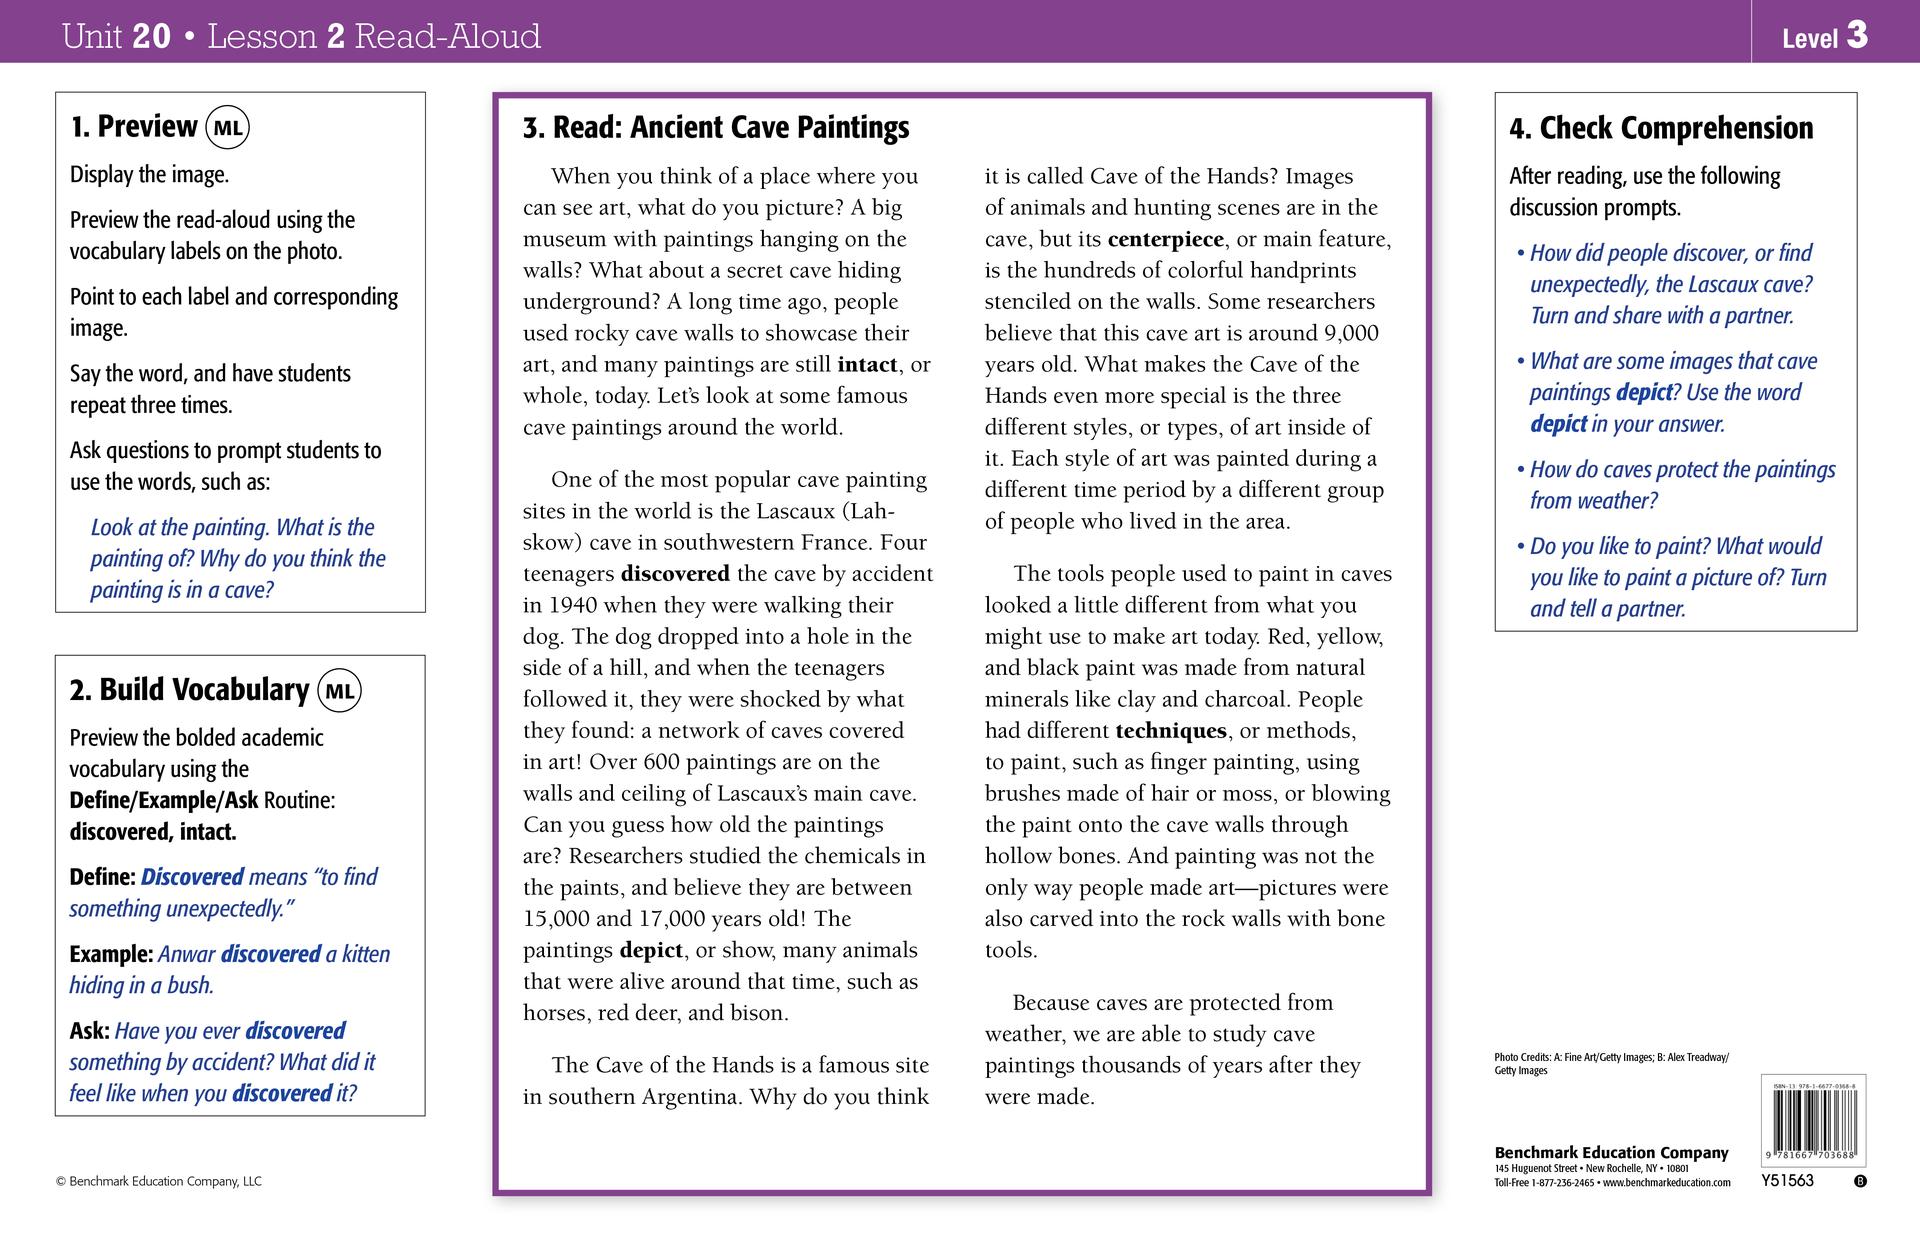 Unit 20 • Lesson 2 Read-Aloud
Level 3
1. Preview ML
Display the image.
Preview the read-aloud using the
vocabulary labels on the photo.
Point to each label and corresponding
image.
Say the word, and have students
repeat three times.
Ask questions to prompt students to
use the words, such as:
Look at the painting. What is the
painting of? Why do you think the
painting is in a cave?
2. Build Vocabulary ML
Preview the bolded academic
vocabulary using the
Define/Example/Ask Routine:
discovered, intact.
Define: Discovered means “to find
something unexpectedly.”
Example: Anwar discovered a kitten
hiding in a bush.
Ask: Have you ever discovered
something by accident? What did it
feel like when you discovered it?
© Benchmark Education Company, LLC
3. Read: Ancient Cave Paintings
When you think of a place where you
can see art, what do you picture? A big
museum with paintings hanging on the
walls? What about a secret cave hiding
underground? A long time ago, people
used rocky cave walls to showcase their
art, and many paintings are still intact, or
whole, today. Let’s look at some famous
cave paintings around the world.
One of the most popular cave painting
sites in the world is the Lascaux (Lah-
skow) cave in southwestern France. Four
teenagers discovered the cave by accident
in 1940 when they were walking their
dog. The dog dropped into a hole in the
side of a hill, and when the teenagers
followed it, they were shocked by what
they found: a network of caves covered
in art! Over 600 paintings are on the
walls and ceiling of Lascaux’s main cave.
Can you guess how old the paintings
are? Researchers studied the chemicals in
the paints, and believe they are between
15,000 and 17,000 years old! The
paintings depict, or show, many animals
that were alive around that time, such as
horses, red deer, and bison.
The Cave of the Hands is a famous site
in southern Argentina. Why do you think
it is called Cave of the Hands? Images
of animals and hunting scenes are in the
cave, but its centerpiece, or main feature,
is the hundreds of colorful handprints
stenciled on the walls. Some researchers
believe that this cave art is around 9,000
years old. What makes the Cave of the
Hands even more special is the three
different styles, or types, of art inside of
it. Each style of art was painted during a
different time period by a different group
of people who lived in the area.
The tools people used to paint in caves
looked a little different from what you
might use to make art today. Red, yellow,
and black paint was made from natural
minerals like clay and charcoal. People
had different techniques, or methods,
to paint, such as finger painting, using
brushes made of hair or moss, or blowing
the paint onto the cave walls through
hollow bones. And painting was not the
only way people made art—pictures were
also carved into the rock walls with bone
tools.
Because caves are protected from
weather, we are able to study cave
paintings thousands of years after they
were made.
4. Check Comprehension
After reading, use the following
discussion prompts.
• How did people discover, or find
unexpectedly, the Lascaux cave?
Turn and share with a partner.
• What are some images that cave
paintings depict? Use the word
depict in your answer.
• How do caves protect the paintings
from weather?
• Do you like to paint? What would
you like to paint a picture of? Turn
and tell a partner.
Photo Credits: A: Fine Art/Getty Images; B: Alex Treadway/
Getty Images
Benchmark Education Company
145 Huguenot Street • New Rochelle, NY • 10801
Toll-Free 1-877-236-2465 • www.benchmarkeducation.com
ISBN-13 978-1-6677-0368-8
9 781667 703688
Y51563
B